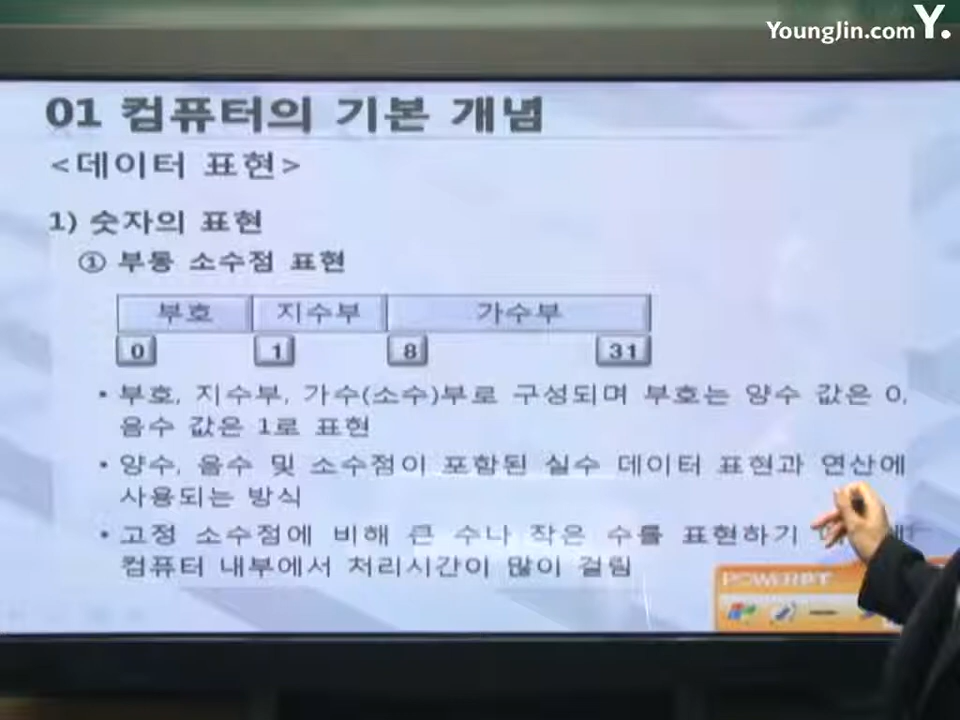 YoungJin.com Y.
01 컴퓨터의 기본 개념
<데이터 표현>
1) 숫자의 표현
① 부동 소수점 표현
부호 지수부 가수부
0 1 8 31
• 부호, 지수부, 가수(소수)부로 구성되며 부호는 양수 값은 0,
음수 값은 1로 표현
• 양수, 음수 및 소수점이 포함된 실수 데이터 표현과 연산에
사용되는 방식
• 고정 소수점에 비해 큰 수나 작은 수를 표현하기
컴퓨터 내부에서 처리시간이 많이 걸림